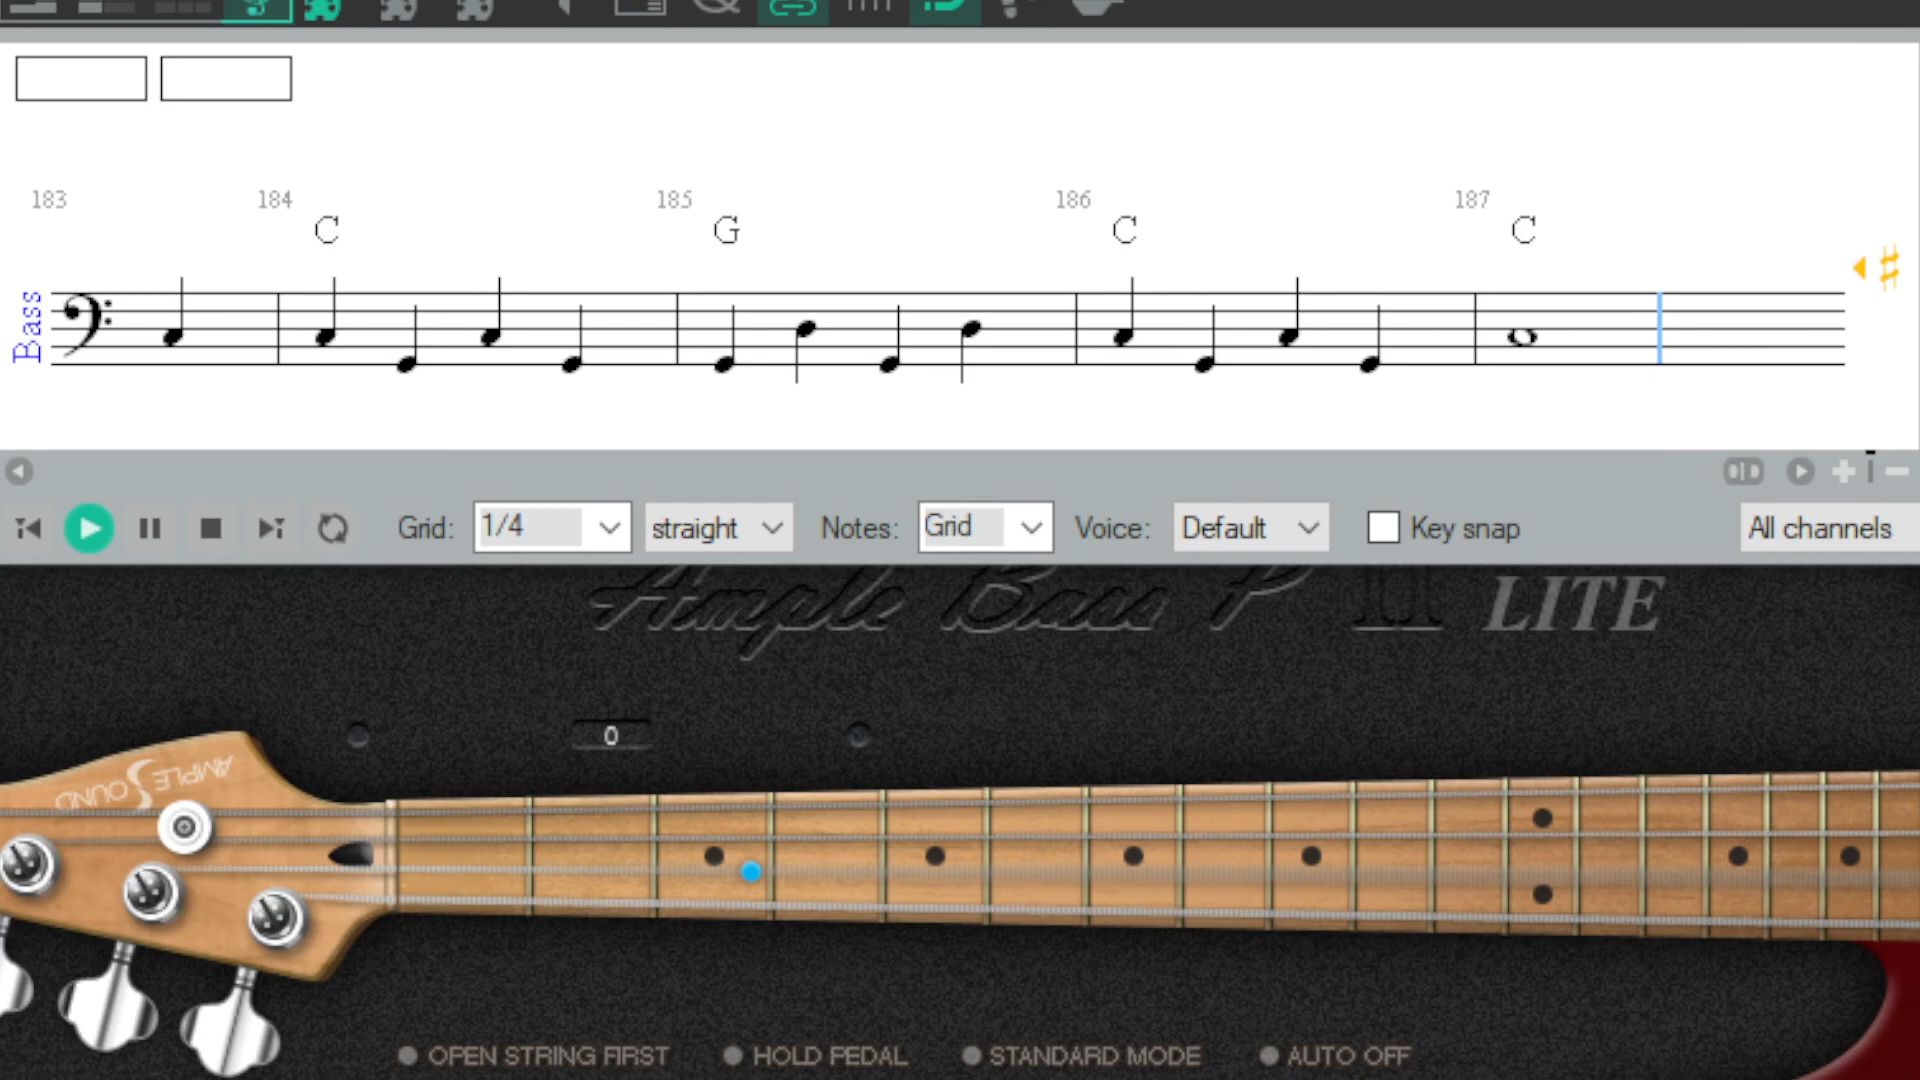 183 184 185 186 187
C G C C
Bass
Grid: 1/4 straight Notes: Grid Voice: Default Key snap All channels
Ample Bass P II LITE
0
AMPLE SOUND
OPEN STRING FIRST HOLD PEDAL STANDARD MODE AUTO OFF